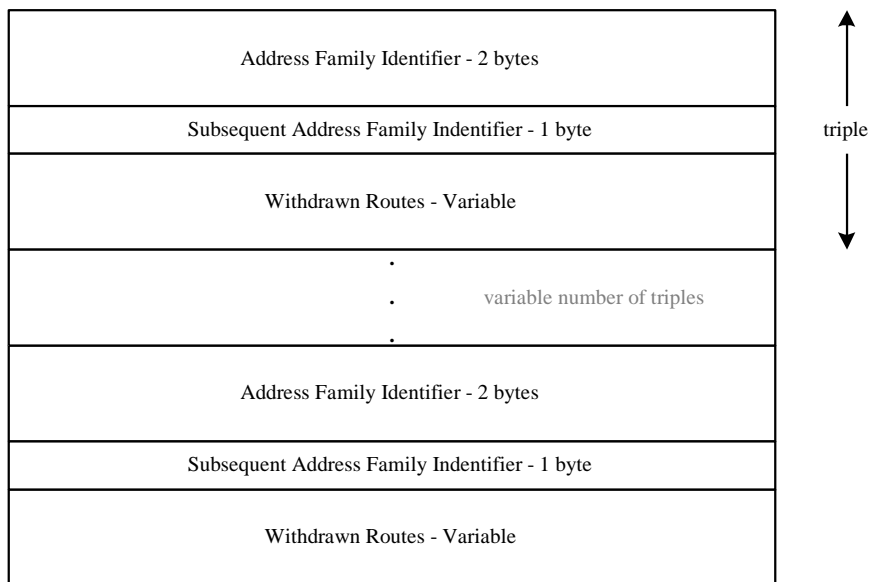 Address Family Identifier - 2 bytes
Subsequent Address Family Indentifier - 1 byte
triple
Withdrawn Routes - Variable
.
. variable number of triples
.
Address Family Identifier - 2 bytes
Subsequent Address Family Indentifier - 1 byte
Withdrawn Routes - Variable